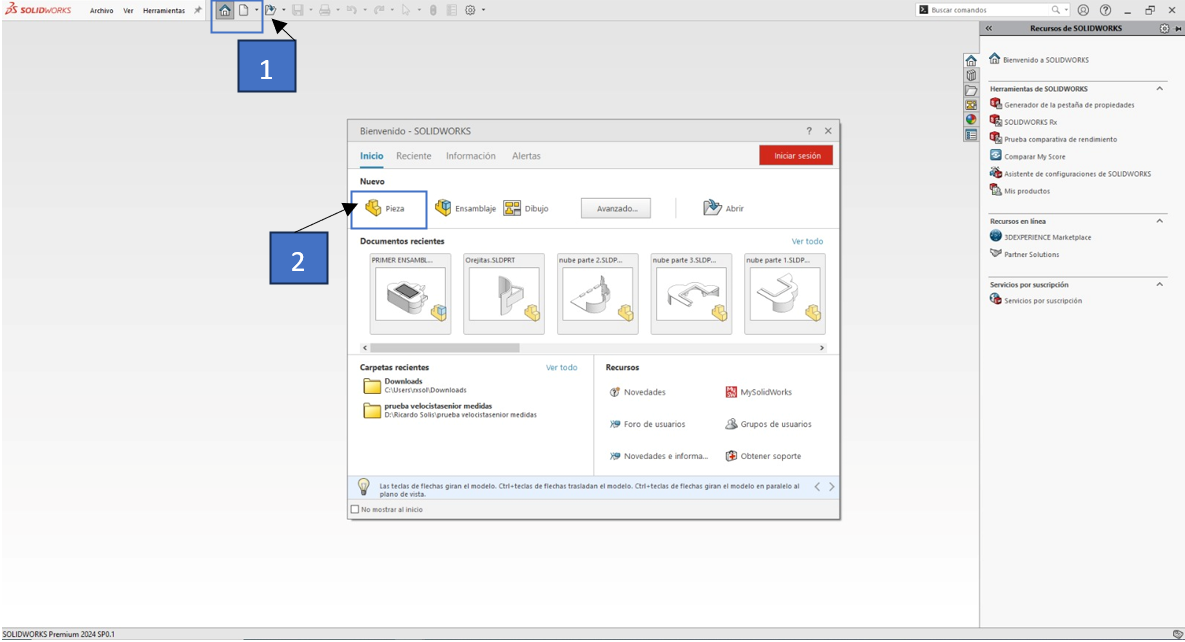 SOLIDWORKS Archivo Ver Herramientas
Buscar comandos
1
Recursos de SOLIDWORKS
Bienvenido a SOLIDWORKS
Herramientas de SOLIDWORKS
Generador de la pestaña de propiedades
SOLIDWORKS Rx
Prueba comparativa de rendimiento
Comparar My Score
Asistente de configuraciones de SOLIDWORKS
Mis productos
Recursos en línea
3DEXPERIENCE Marketplace
Partner Solutions
Servicios por suscripción
Servicios por suscripción
Bienvenido - SOLIDWORKS
Inicio Reciente Información Alertas
Iniciar sesión
Nuevo
Pieza Ensamblaje Dibujo Avanzado... Abrir
2
Documentos recientes Ver todo
PRIMER ENSAMBL... Orejitas.SLDPRT nube parte 2.SLDP... nube parte 3.SLDP... nube parte 1.SLDP...
Carpetas recientes Ver todo
Downloads
C:\Users\rxsol\Downloads
prueba velocistasenior medidas
D:\Ricardo Solis\prueba velocistasenior medidas
Recursos
Novedades MySolidWorks
Foro de usuarios Grupos de usuarios
Novedades e informa... Obtener soporte
Las teclas de flechas giran el modelo. Ctrl+teclas de flechas trasladan el modelo. Ctrl+teclas de flechas giran el modelo en paralelo al
plano de vista.
No mostrar al inicio
SOLIDWORKS Premium 2024 SP0.1